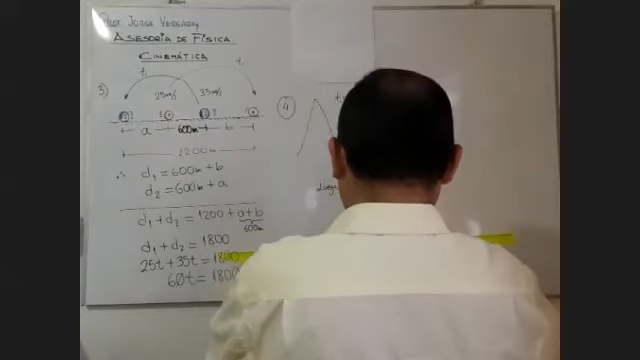 Prof. JORGE VERGARAY
ASESORÍA DE FÍSICA
CINEMÁTICA
3)
t
t
25m/s
35m/s
a
600m
b
1200m
∴ d₁ = 600m + b
d₂ = 600m + a
d₁ + d₂ = 1200 + a+b
600m
d₁ + d₂ = 1800
25t + 35t = 1800
60t = 1800
4
t
Luego